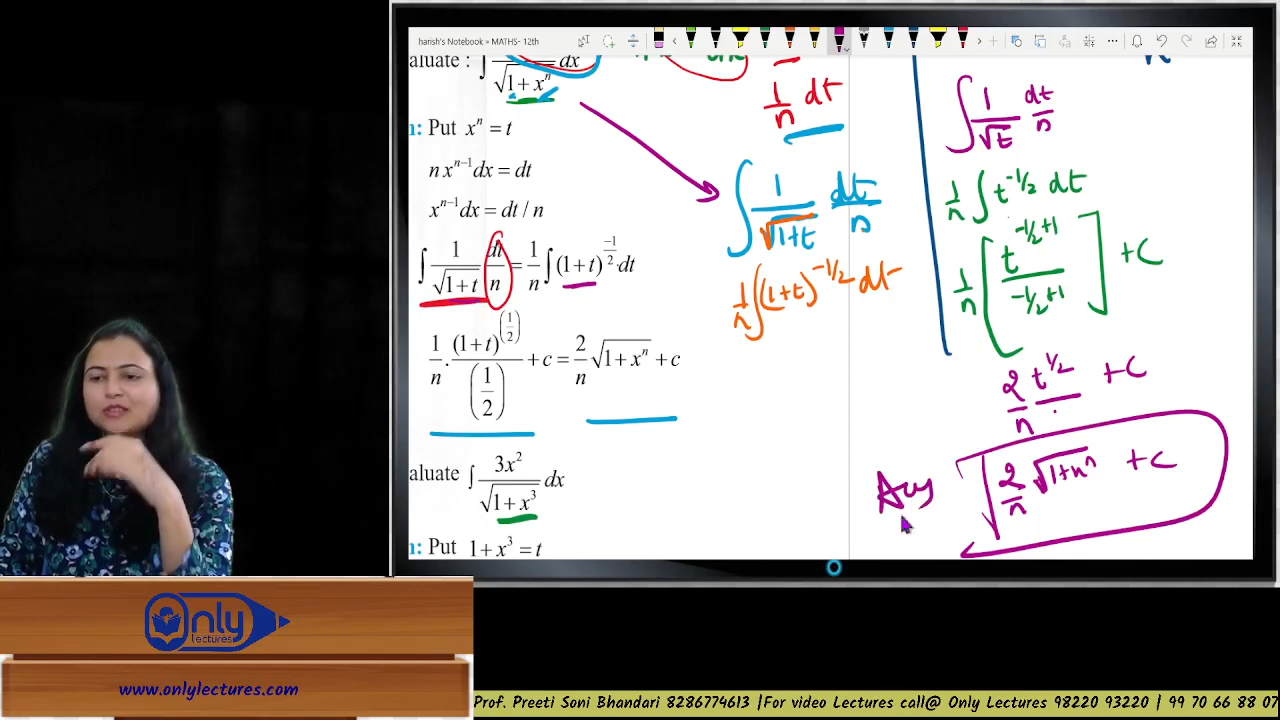 harish's Notebook » MATHS- 12th
aluate : ∫ dx
√(1 + xⁿ)
n: Put xⁿ = t
n xⁿ⁻¹ dx = dt
xⁿ⁻¹ dx = dt / n
∫ 1/√(1+t) dt/n = 1/n ∫ (1+t)^(-1/2) dt
1/n . (1+t)^(1/2) / (1/2) + c = 2/n √(1+xⁿ) + c
aluate ∫ 3x² / √(1+x³) dx
n: Put 1+x³ = t
1/n dt
∫ 1/√(1+t) dt/n
1/n ∫(1+t)^(-1/2) dt
∫ 1/√t dt/n
1/n ∫ t^(-1/2) dt
1/n [ t^(-1/2+1) / (-1/2+1) ] + c
2/n t^(1/2) + c
Ans 2/n √(1+xⁿ) + c
Only
lectures
www.onlylectures.com
Prof. Preeti Soni Bhandari 8286774613 |For video Lectures call@ Only Lectures 98220 93220 | 99 70 66 88 07